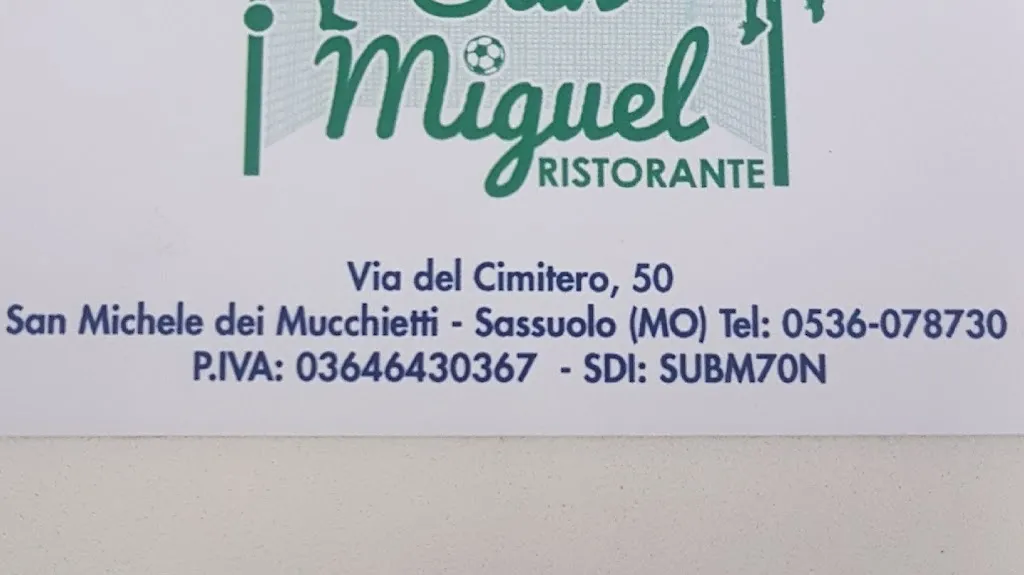 San
Miguel
RISTORANTE
Via del Cimitero, 50
San Michele dei Mucchietti - Sassuolo (MO) Tel: 0536-078730
P.IVA: 03646430367 - SDI: SUBM70N